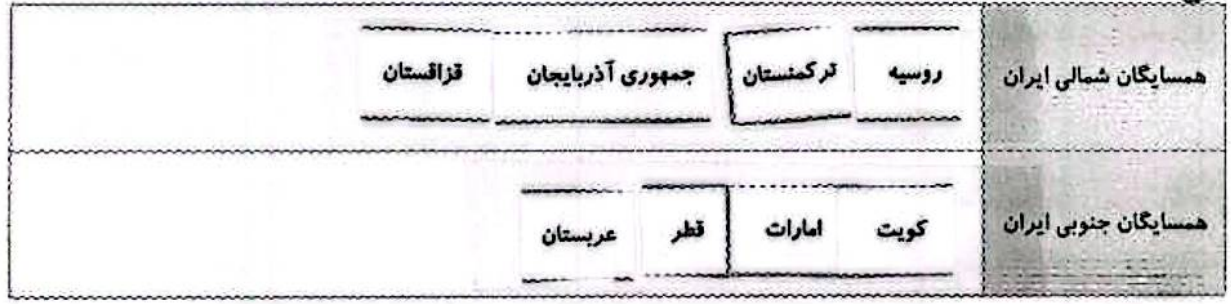 همسایگان شمالی ایران روسیه ترکمنستان جمهوری آذربایجان قزاقستان
همسایگان جنوبی ایران کویت امارات قطر عربستان